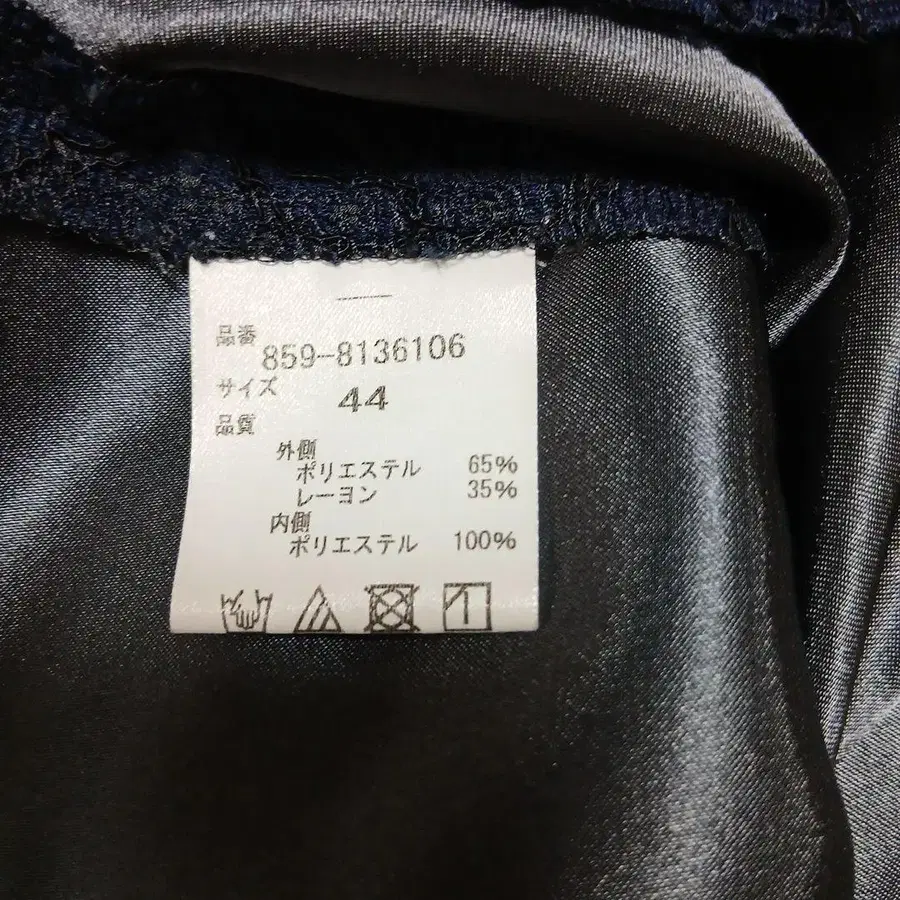 品番
859-8136106
サイズ
44
品質
外側
ポリエステル 65%
レーヨン 35%
内側
ポリエステル 100%